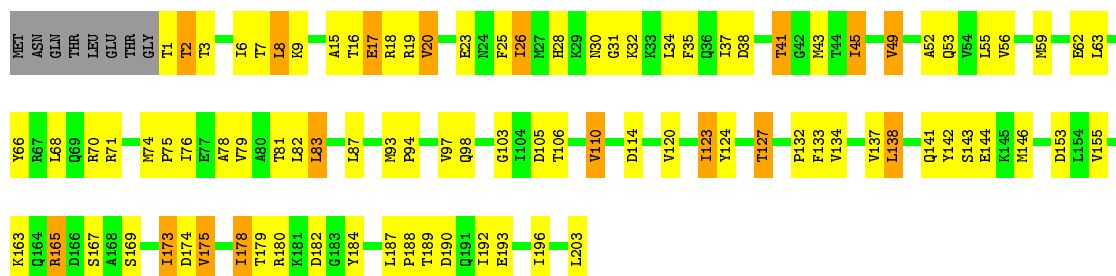 MET ASN GLN THR LEU GLU THR GLY T1 T2 T3 I6 T7 L8 K9 A15 T16 E17 R18 R19 V20 E23 N24 F25 I26 M27 H28 K29 N30 G31 K32 K33 L34 F35 Q36 I37 D38 T41 G42 M43 T44 I45 V49 A52 Q53 V54 L55 V56 M59 E62 L63
Y66 R67 L68 Q69 R70 R71 M74 P75 I76 E77 A78 V79 A80 T81 L82 L83 L87 M93 P94 V97 Q98 G103 I104 D105 T106 V110 D114 V120 I123 Y124 T127 P132 F133 V134 V137 L138 Q141 Y142 S143 E144 K145 M146 D153 L154 V155
K163 Q164 R165 D166 S167 A168 S169 I173 D174 V175 I178 T179 R180 K181 D182 G183 Y184 L187 P188 T189 D190 Q191 I192 E193 I196 L203